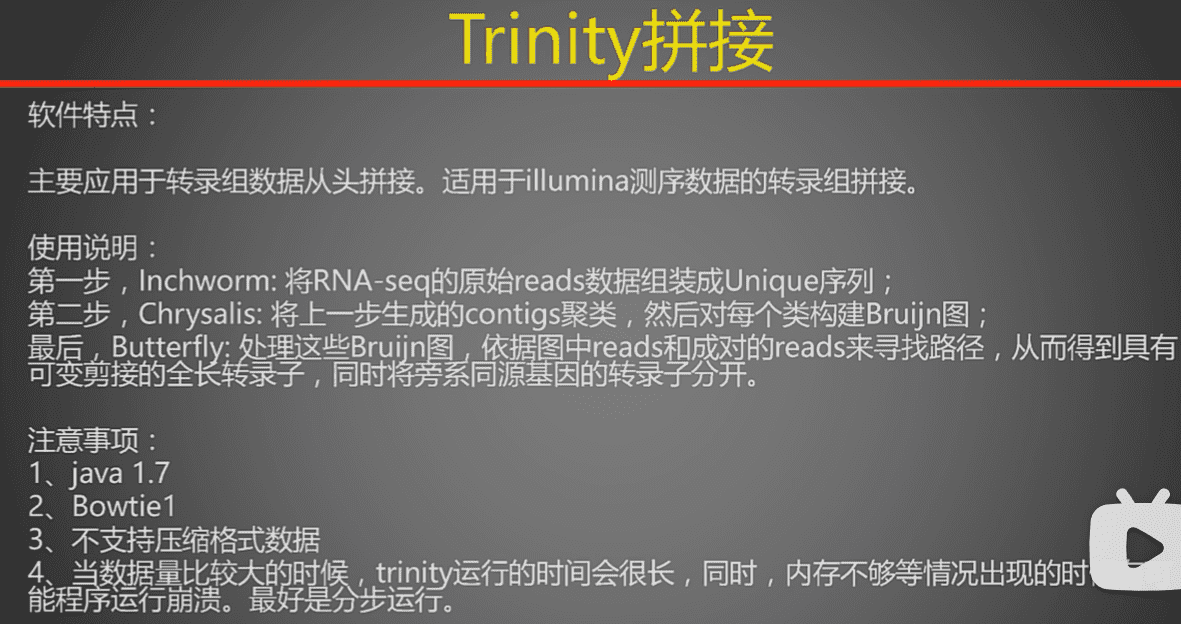 Trinity拼接
软件特点：
主要应用于转录组数据从头拼接。适用于illumina测序数据的转录组拼接。
使用说明：
第一步，Inchworm: 将RNA-seq的原始reads数据组装成Unique序列；
第二步，Chrysalis: 将上一步生成的contigs聚类，然后对每个类构建Bruijn图；
最后，Butterfly: 处理这些Bruijn图，依据图中reads和成对的reads来寻找路径，从而得到具有
可变剪接的全长转录子，同时将旁系同源基因的转录子分开。
注意事项：
1、java 1.7
2、Bowtie1
3、不支持压缩格式数据
4、当数据量比较大的时候，trinity运行的时间会很长，同时，内存不够等情况出现的时
能程序运行崩溃。最好是分步运行。